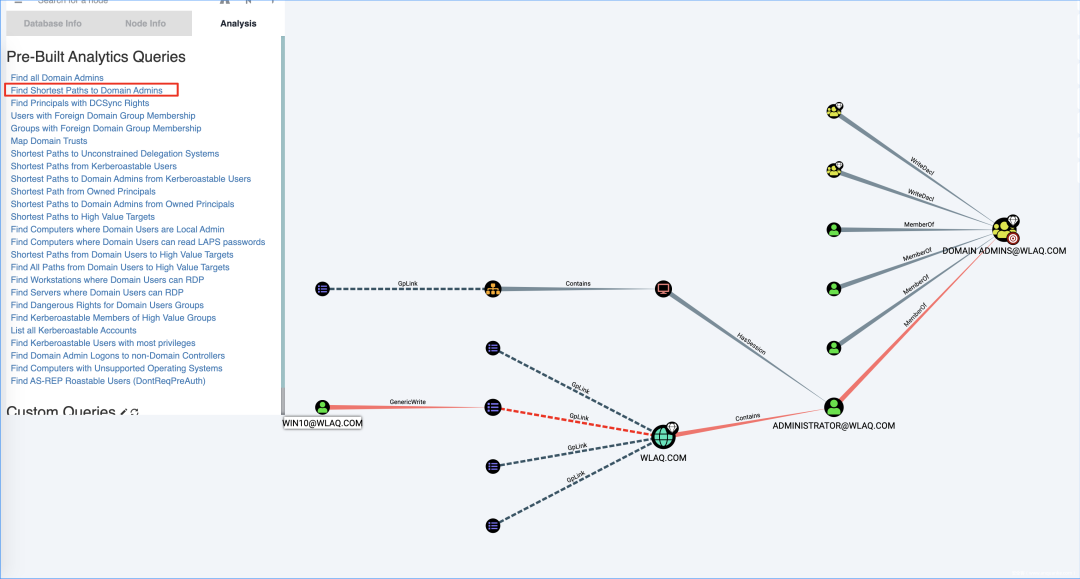 Search for a node
Database Info
Node Info
Analysis
Pre-Built Analytics Queries
Find all Domain Admins
Find Shortest Paths to Domain Admins
Find Principals with DCSync Rights
Users with Foreign Domain Group Membership
Groups with Foreign Domain Group Membership
Map Domain Trusts
Shortest Paths to Unconstrained Delegation Systems
Shortest Paths from Kerberoastable Users
Shortest Paths to Domain Admins from Kerberoastable Users
Shortest Path from Owned Principals
Shortest Paths to Domain Admins from Owned Principals
Shortest Paths to High Value Targets
Find Computers where Domain Users are Local Admin
Find Computers where Domain Users can read LAPS passwords
Shortest Paths from Domain Users to High Value Targets
Find All Paths from Domain Users to High Value Targets
Find Workstations where Domain Users can RDP
Find Servers where Domain Users can RDP
Find Dangerous Rights for Domain Users Groups
Find Kerberoastable Members of High Value Groups
List all Kerberoastable Accounts
Find Kerberoastable Users with most privileges
Find Domain Admin Logons to non-Domain Controllers
Find Computers with Unsupported Operating Systems
Find AS-REP Roastable Users (DontReqPreAuth)
Custom Queries
WriteDacl
WriteDacl
MemberOf
MemberOf
MemberOf
MemberOf
DOMAIN ADMINS@WLAQ.COM
GpLink
Contains
HasSession
GpLink
GenericWrite
GpLink
Contains
WIN10@WLAQ.COM
ADMINISTRATOR@WLAQ.COM
GpLink
WLAQ.COM
GpLink